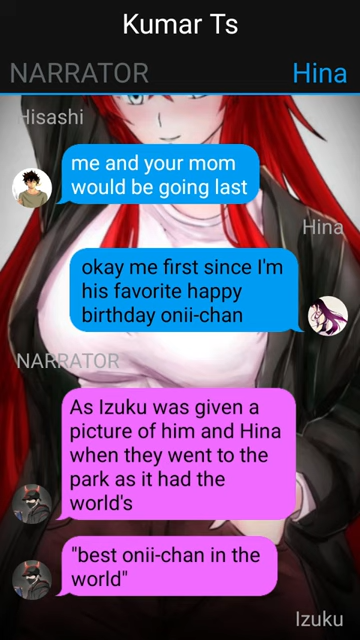 Kumar Ts
NARRATOR
Hina
Hisashi
me and your mom
would be going last
Hina
okay me first since I'm
his favorite happy
birthday onii-chan
NARRATOR
As Izuku was given a
picture of him and Hina
when they went to the
park as it had the
world's
"best onii-chan in the
world"
Izuku